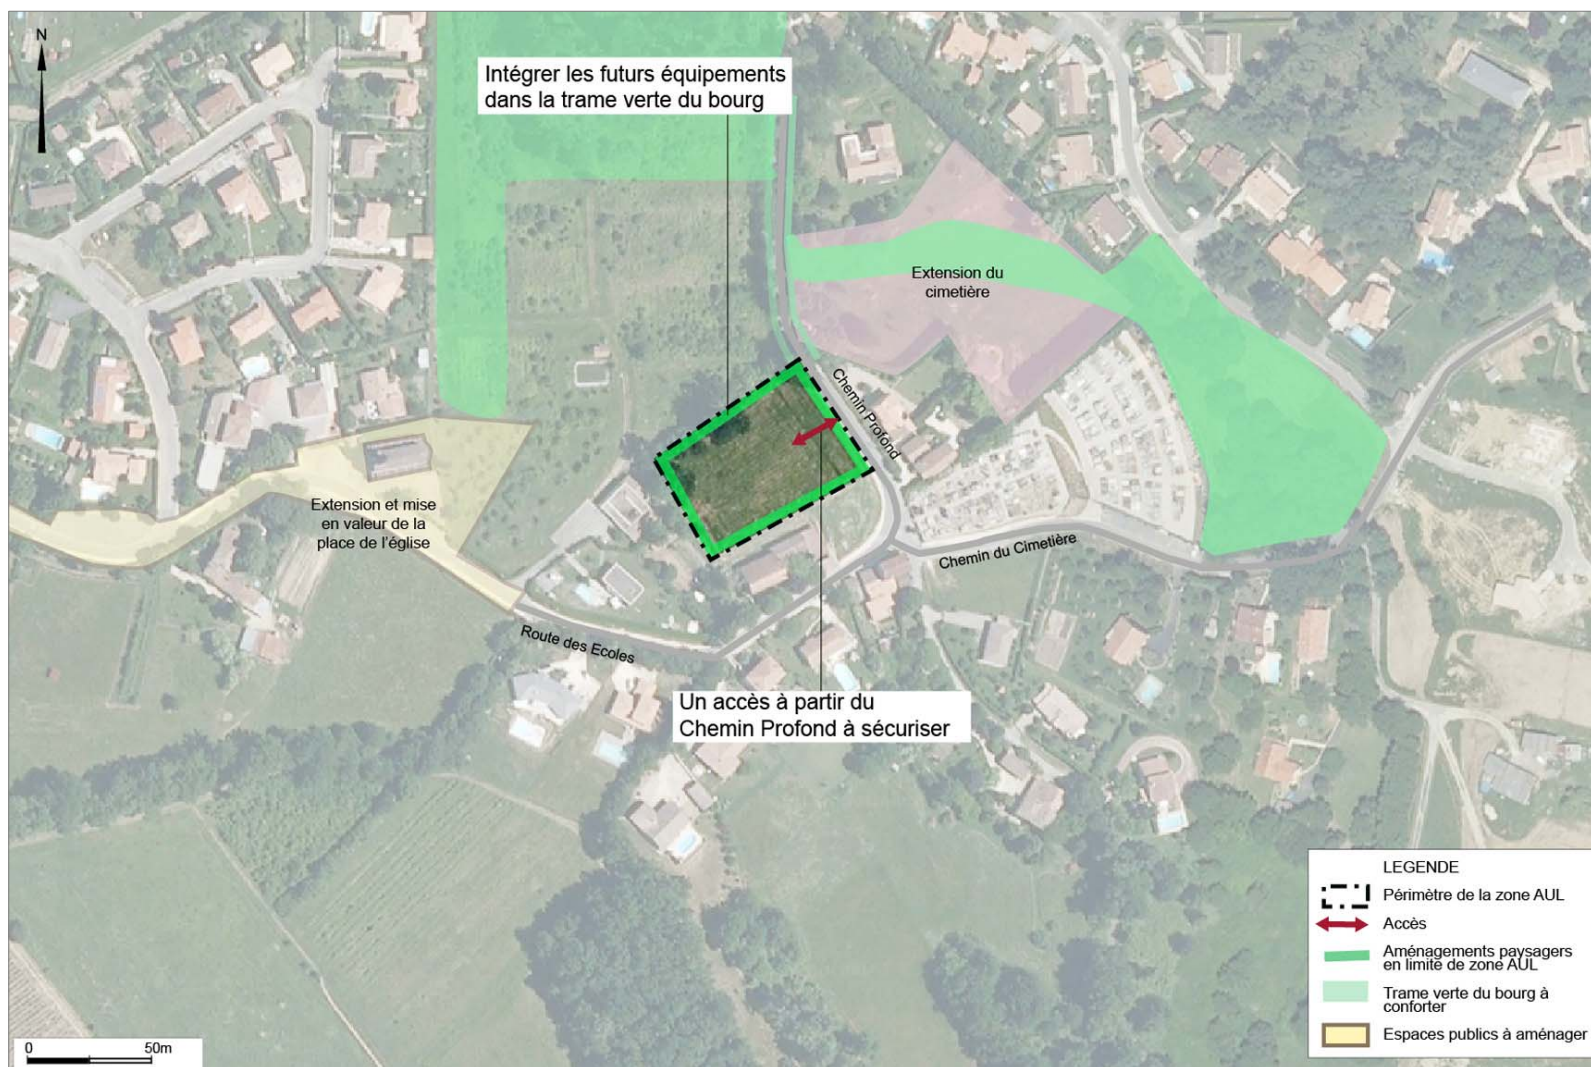 N
Intégrer les futurs équipements
dans la trame verte du bourg
Extension du
cimetière
Chemin Profond
Extension et mise
en valeur de la
place de l'église
Chemin du Cimetière
Route des Ecoles
Un accès à partir du
Chemin Profond à sécuriser
LEGENDE
Périmètre de la zone AUL
Accès
Aménagements paysagers
en limite de zone AUL
Trame verte du bourg à
conforter
Espaces publics à aménager
0 50m